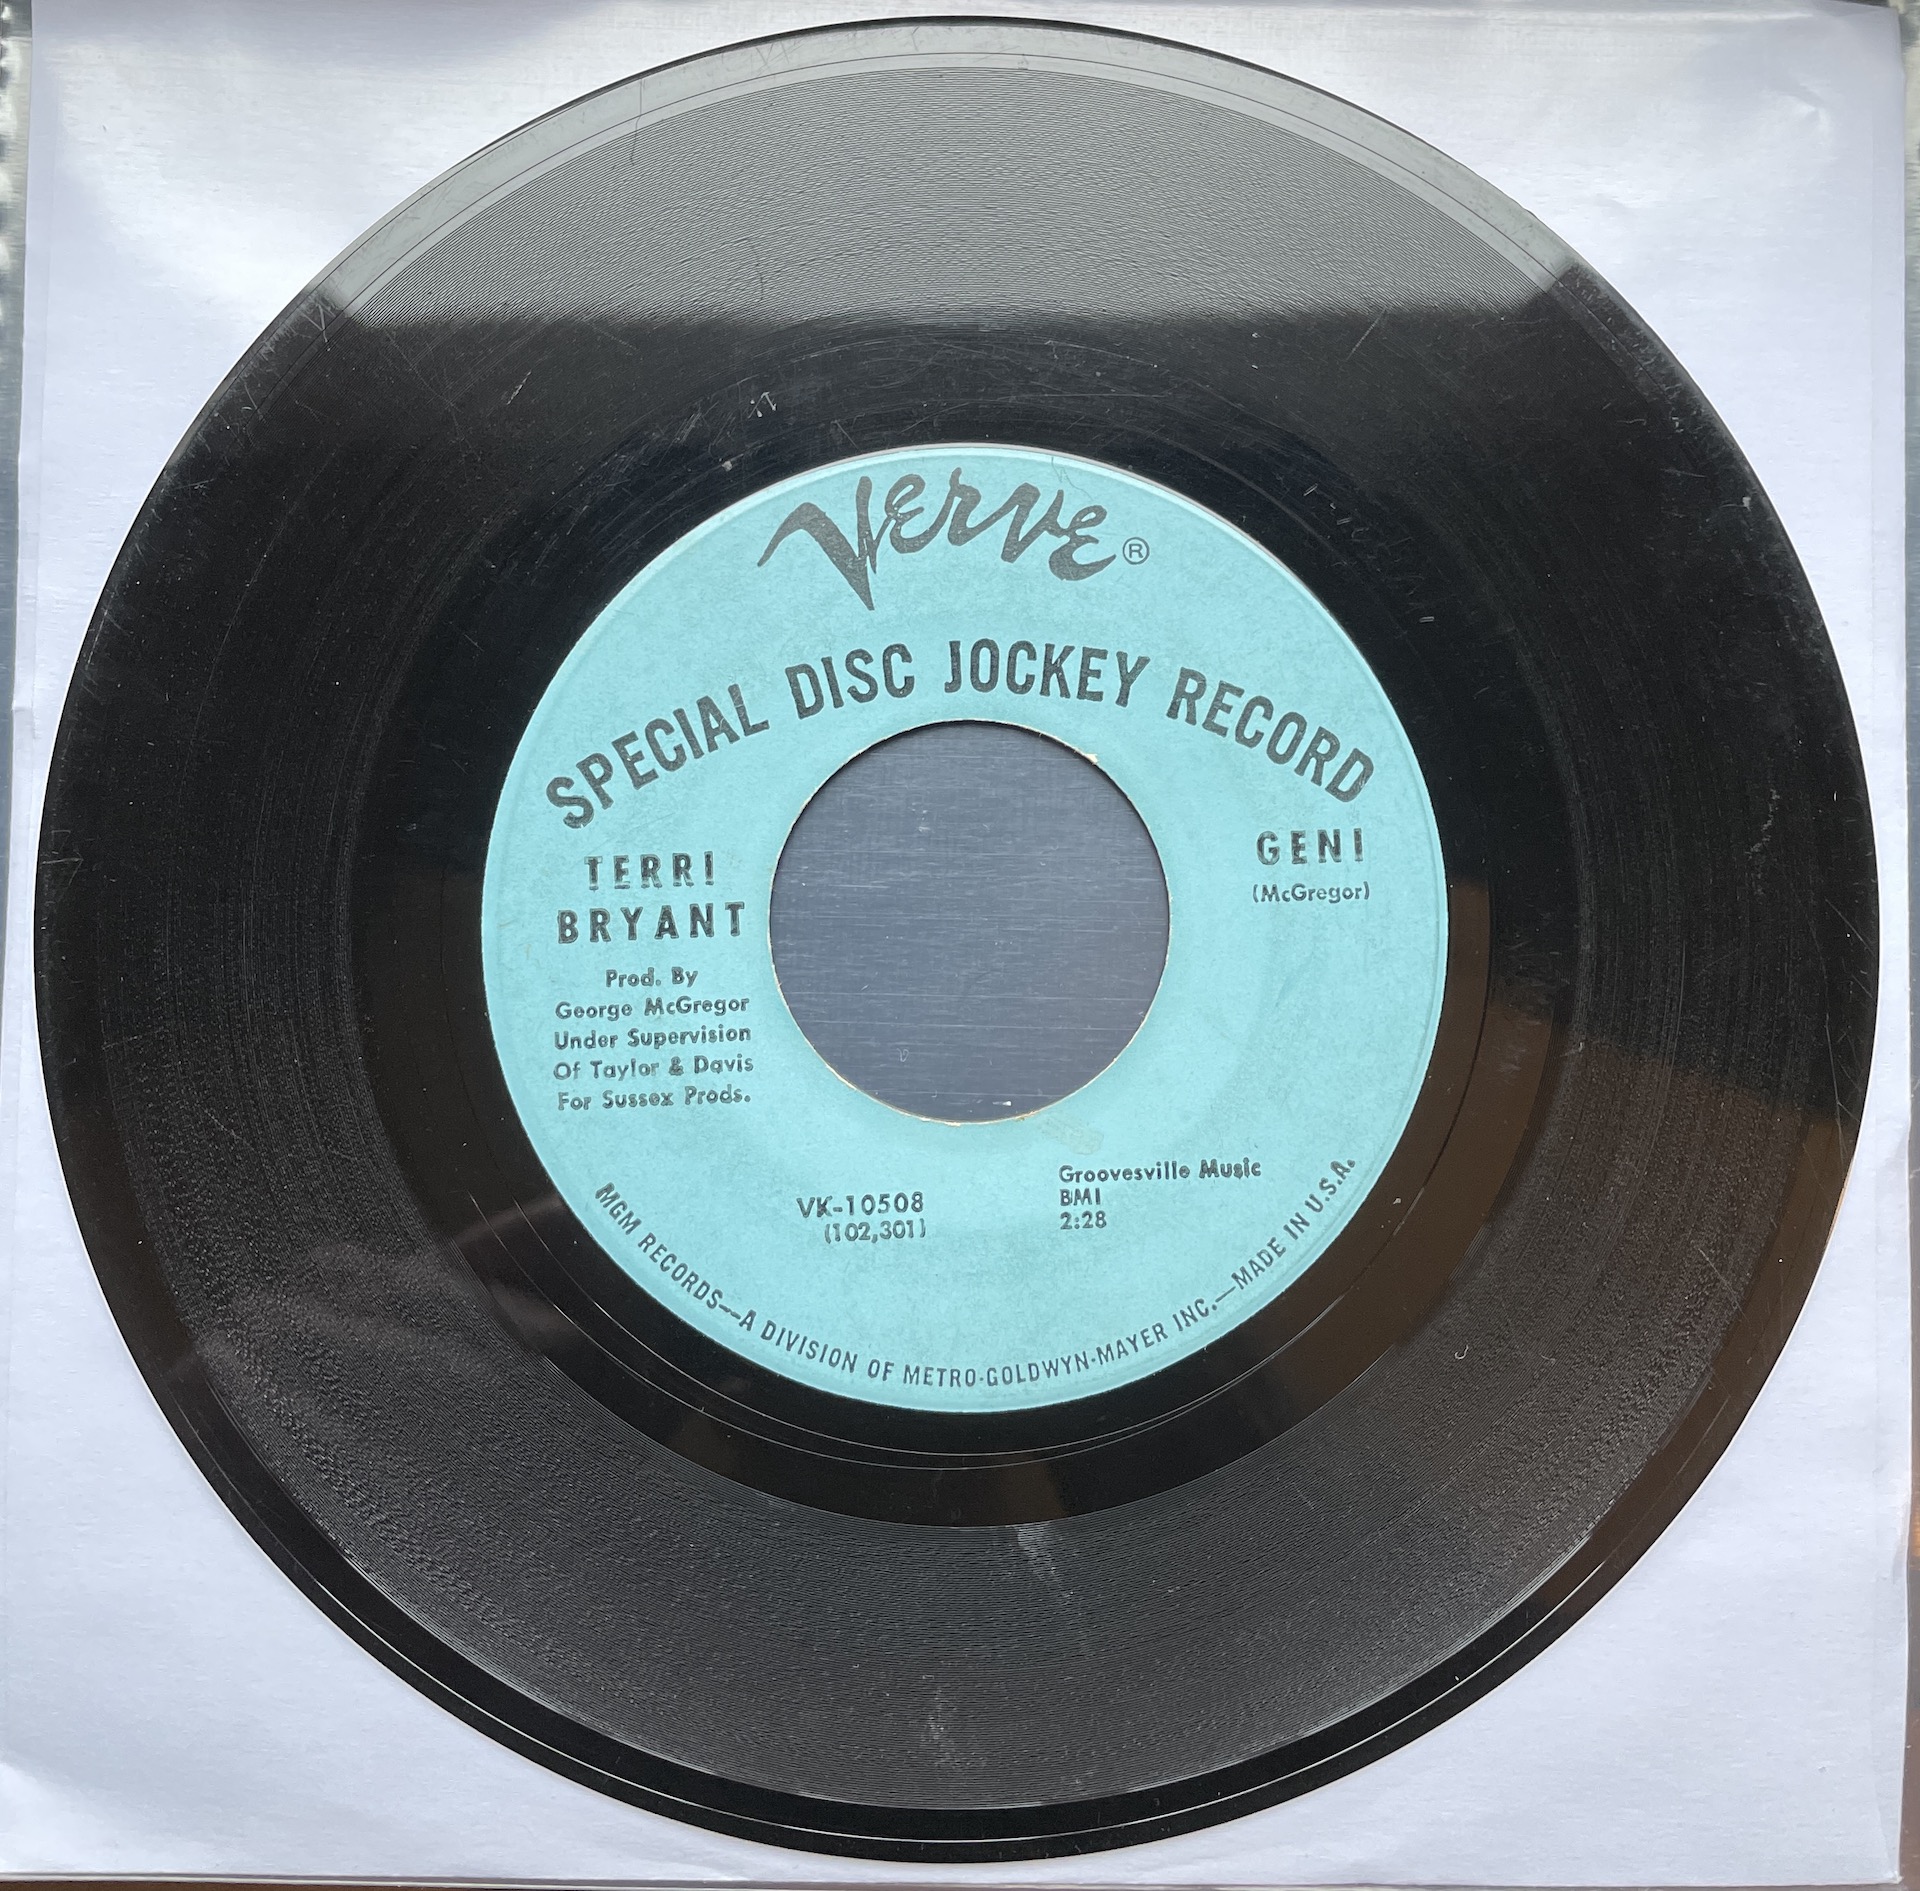 VERVE®
SPECIAL DISC JOCKEY RECORD
TERRI
BRYANT
Prod. By
George McGregor
Under Supervision
Of Taylor & Davis
For Sussex Prods.
GENI
(McGregor)
VK-10508
(102,301)
Groovesville Music
BMI
2:28
MGM RECORDS—A DIVISION OF METRO-GOLDWYN-MAYER INC.—MADE IN U.S.A.